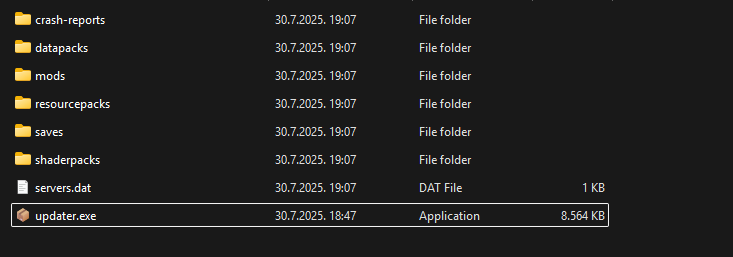 crash-reports 30.7.2025. 19:07 File folder
datapacks 30.7.2025. 19:07 File folder
mods 30.7.2025. 19:07 File folder
resourcepacks 30.7.2025. 19:07 File folder
saves 30.7.2025. 19:07 File folder
shaderpacks 30.7.2025. 19:07 File folder
servers.dat 30.7.2025. 19:07 DAT File 1 KB
updater.exe 30.7.2025. 18:47 Application 8.564 KB